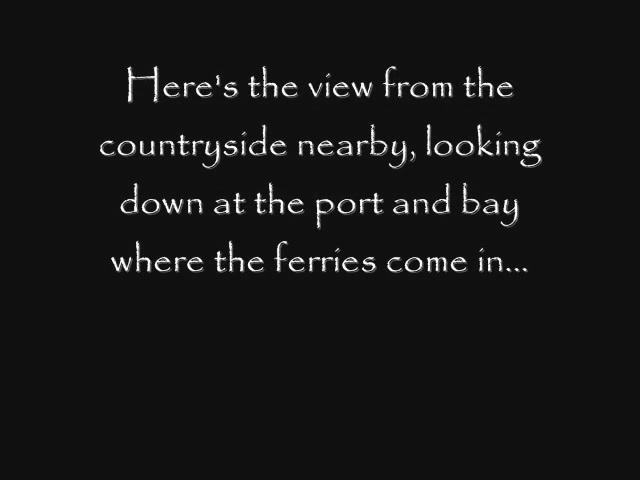 Here's the view from the
countryside nearby, looking
down at the port and bay
where the ferries come in...